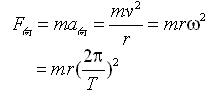 F向 = ma向 = mv²/r = mrω²
= mr(2π/T)²